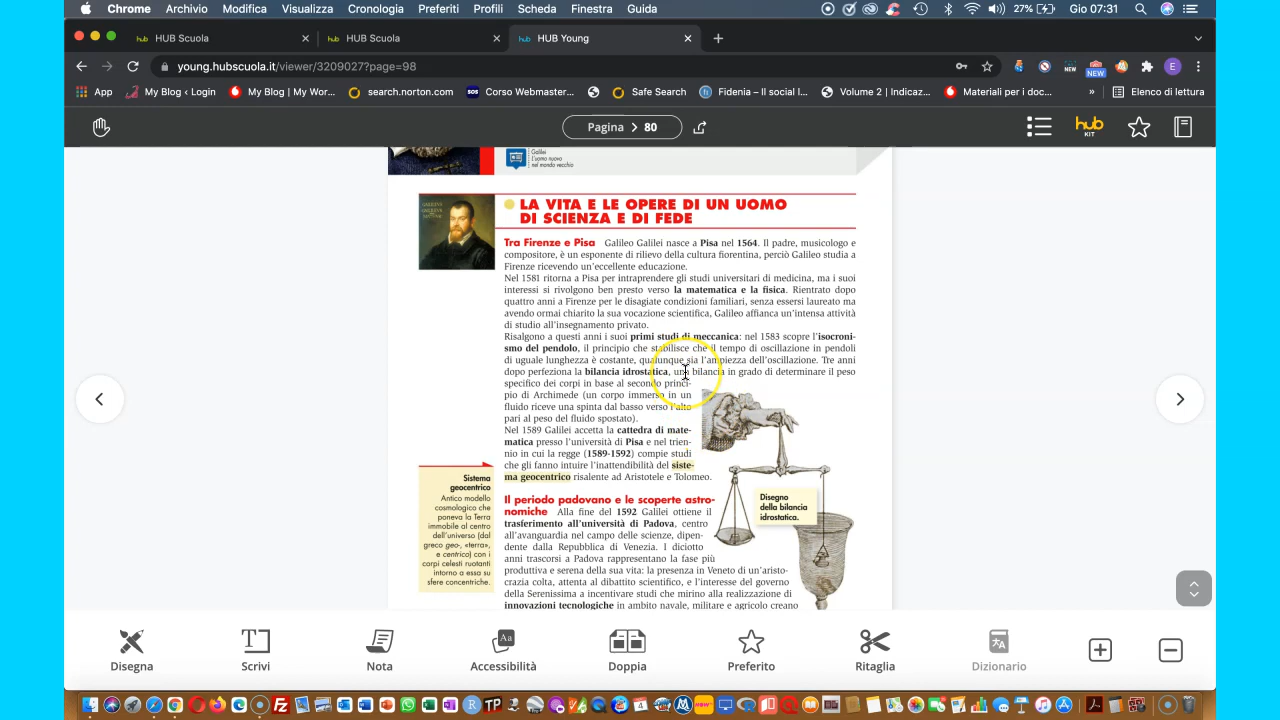 Chrome Archivio Modifica Visualizza Cronologia Preferiti Profili Scheda Finestra Guida 27% Gio 07:31
HUB Scuola HUB Scuola HUB Young
young.hubscuola.it/viewer/3209027?page=98 NEW NEW E
App My Blog ‹ Login My Blog | My Wor... search.norton.com SOS Corso Webmaster... Safe Search Fidenia – Il social l... Volume 2 | Indicaz... Materiali per i doc... » Elenco di lettura
Pagina > 80 hub KIT
Galilei
L'uomo nuovo
nel mondo vecchio
LA VITA E LE OPERE DI UN UOMO
DI SCIENZA E DI FEDE
Tra Firenze e Pisa Galileo Galilei nasce a Pisa nel 1564. Il padre, musicologo e
compositore, è un esponente di rilievo della cultura fiorentina, perciò Galileo studia a
Firenze ricevendo un'eccellente educazione.
Nel 1581 ritorna a Pisa per intraprendere gli studi universitari di medicina, ma i suoi
interessi si rivolgono ben presto verso la matematica e la fisica. Rientrato dopo
quattro anni a Firenze per le disagiate condizioni familiari, senza essersi laureato ma
avendo ormai chiarito la sua vocazione scientifica, Galileo affianca un'intensa attività
di studio all'insegnamento privato.
Risalgono a questi anni i suoi primi studi di meccanica: nel 1583 scopre l'isocroni-
smo del pendolo, il principio che stabilisce che il tempo di oscillazione in pendoli
di uguale lunghezza è costante, qualunque sia l'ampiezza dell'oscillazione. Tre anni
dopo perfeziona la bilancia idrostatica, una bilancia in grado di determinare il peso
specifico dei corpi in base al secondo princi-
pio di Archimede (un corpo immerso in un
fluido riceve una spinta dal basso verso l'alto
pari al peso del fluido spostato).
Nel 1589 Galilei accetta la cattedra di mate-
matica presso l'università di Pisa e nel trien-
nio in cui la regge (1589-1592) compie studi
che gli fanno intuire l'inattendibilità del siste-
ma geocentrico risalente ad Aristotele e Tolomeo.
Sistema
geocentrico
Antico modello
cosmologico che
poneva la Terra
immobile al centro
dell'universo (dal
greco geo-, «terra»,
e centrico) con i
corpi celesti ruotanti
intorno a essa su
sfere concentriche.
Disegno
della bilancia
idrostatica.
Il periodo padovano e le scoperte astro-
nomiche Alla fine del 1592 Galilei ottiene il
trasferimento all'università di Padova, centro
all'avanguardia nel campo delle scienze, dipen-
dente dalla Repubblica di Venezia. I diciotto
anni trascorsi a Padova rappresentano la fase più
produttiva e serena della sua vita: la presenza in Veneto di un'aristo-
crazia colta, attenta al dibattito scientifico, e l'interesse del governo
della Serenissima a incentivare studi che mirino alla realizzazione di
innovazioni tecnologiche in ambito navale, militare e agricolo creano
Disegna Scrivi Nota Accessibilità Doppia Preferito Ritaglia Dizionario